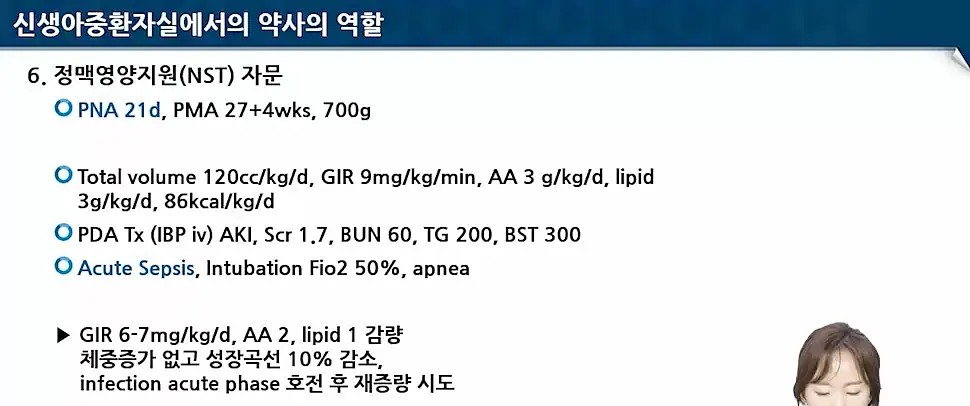 신생아중환자실에서의 약사의 역할
6. 정맥영양지원(NST) 자문
PNA 21d, PMA 27+4wks, 700g
Total volume 120cc/kg/d, GIR 9mg/kg/min, AA 3 g/kg/d, lipid
3g/kg/d, 86kcal/kg/d
PDA Tx (IBP iv) AKI, Scr 1.7, BUN 60, TG 200, BST 300
Acute Sepsis, Intubation Fio2 50%, apnea
▶ GIR 6-7mg/kg/d, AA 2, lipid 1 감량
체중증가 없고 성장곡선 10% 감소,
infection acute phase 호전 후 재증량 시도